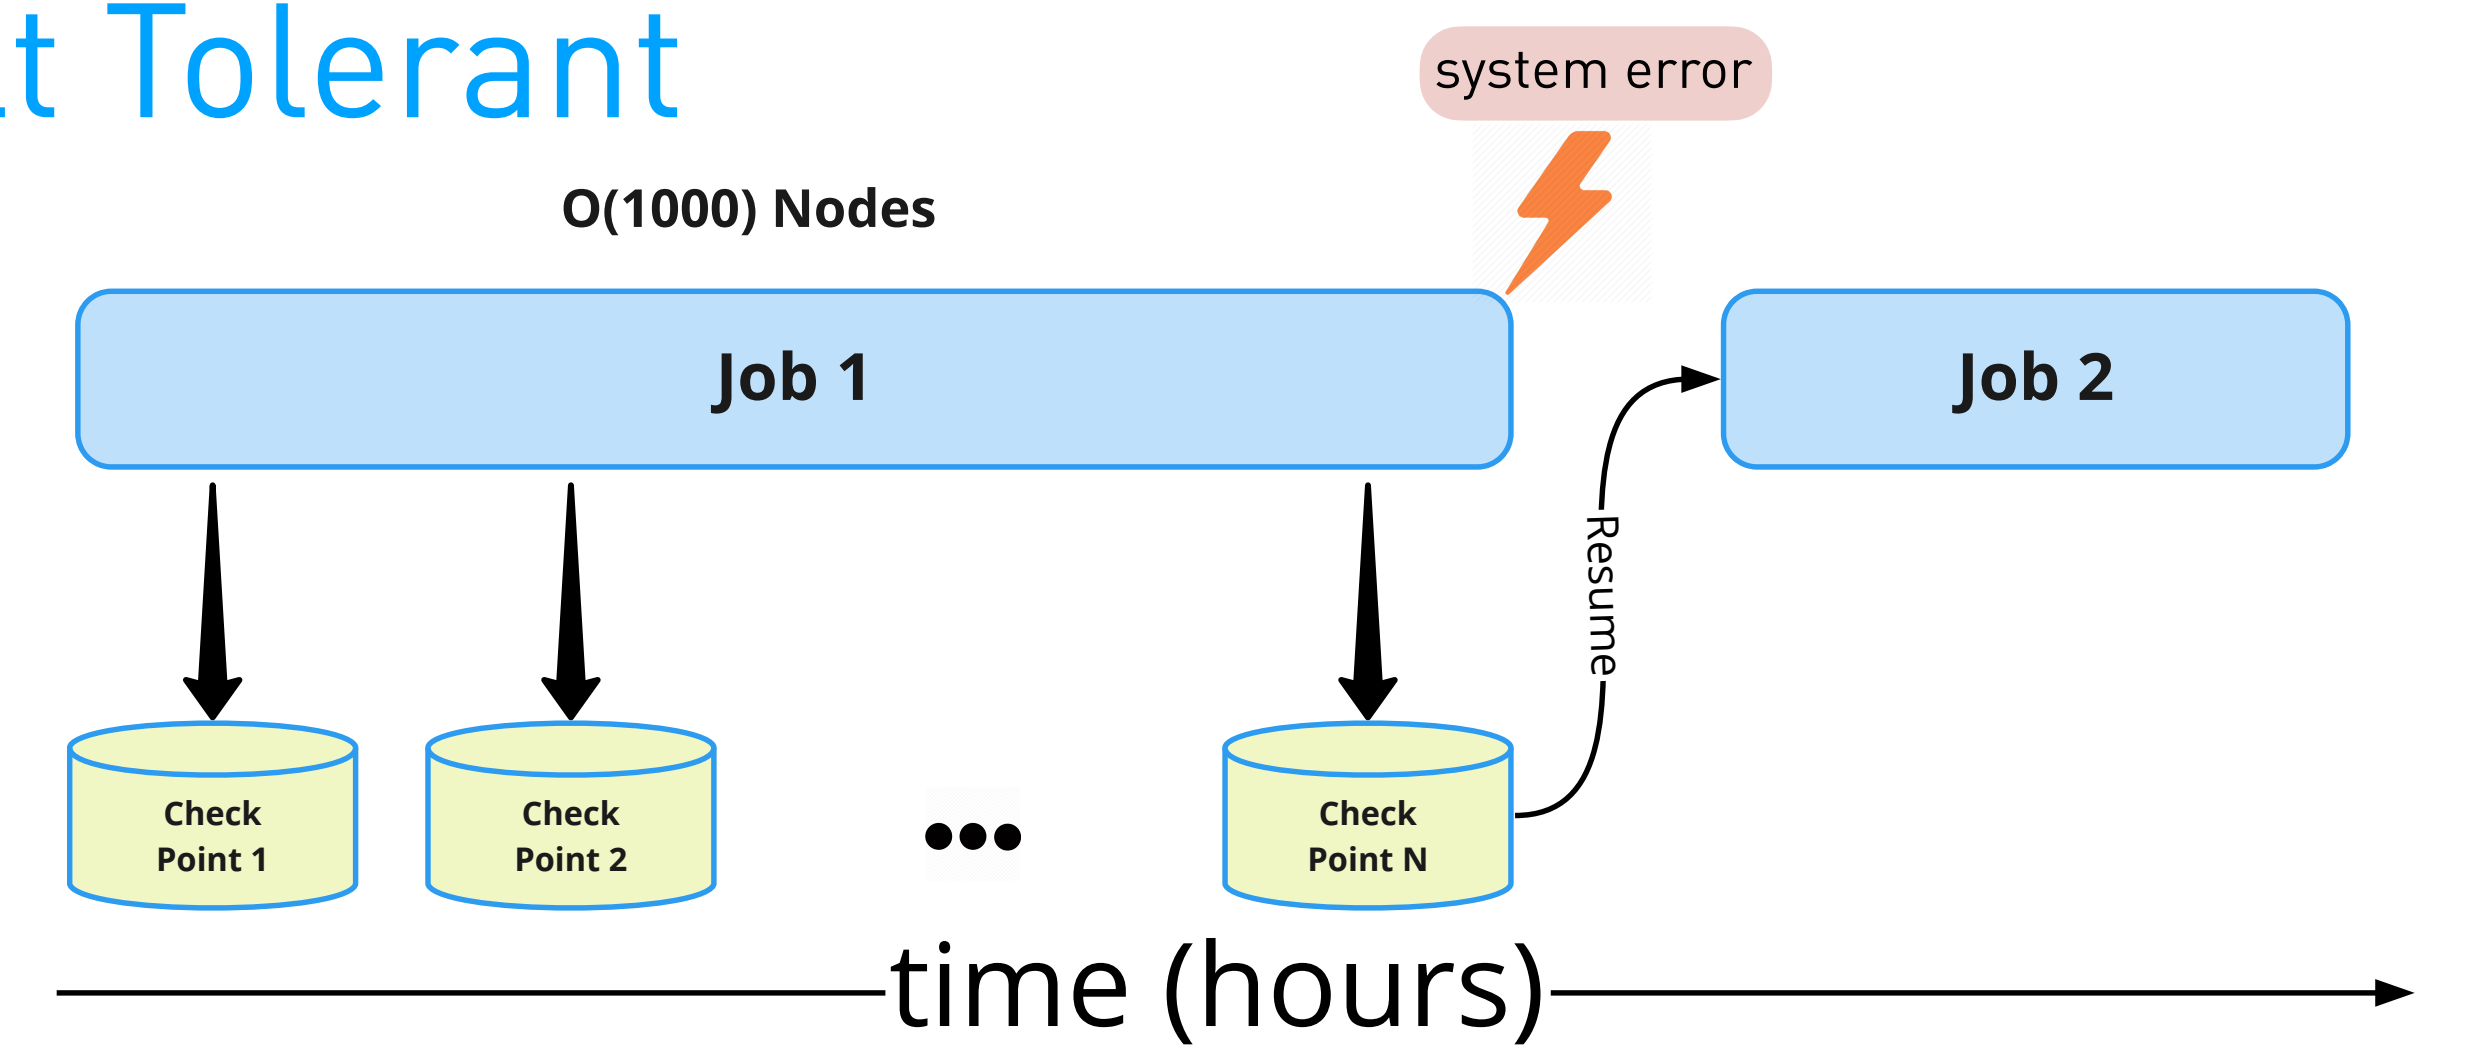 t Tolerant
system error
O(1000) Nodes
Job 1
Job 2
Resume
Check
Point 1
Check
Point 2
Check
Point N
time (hours)